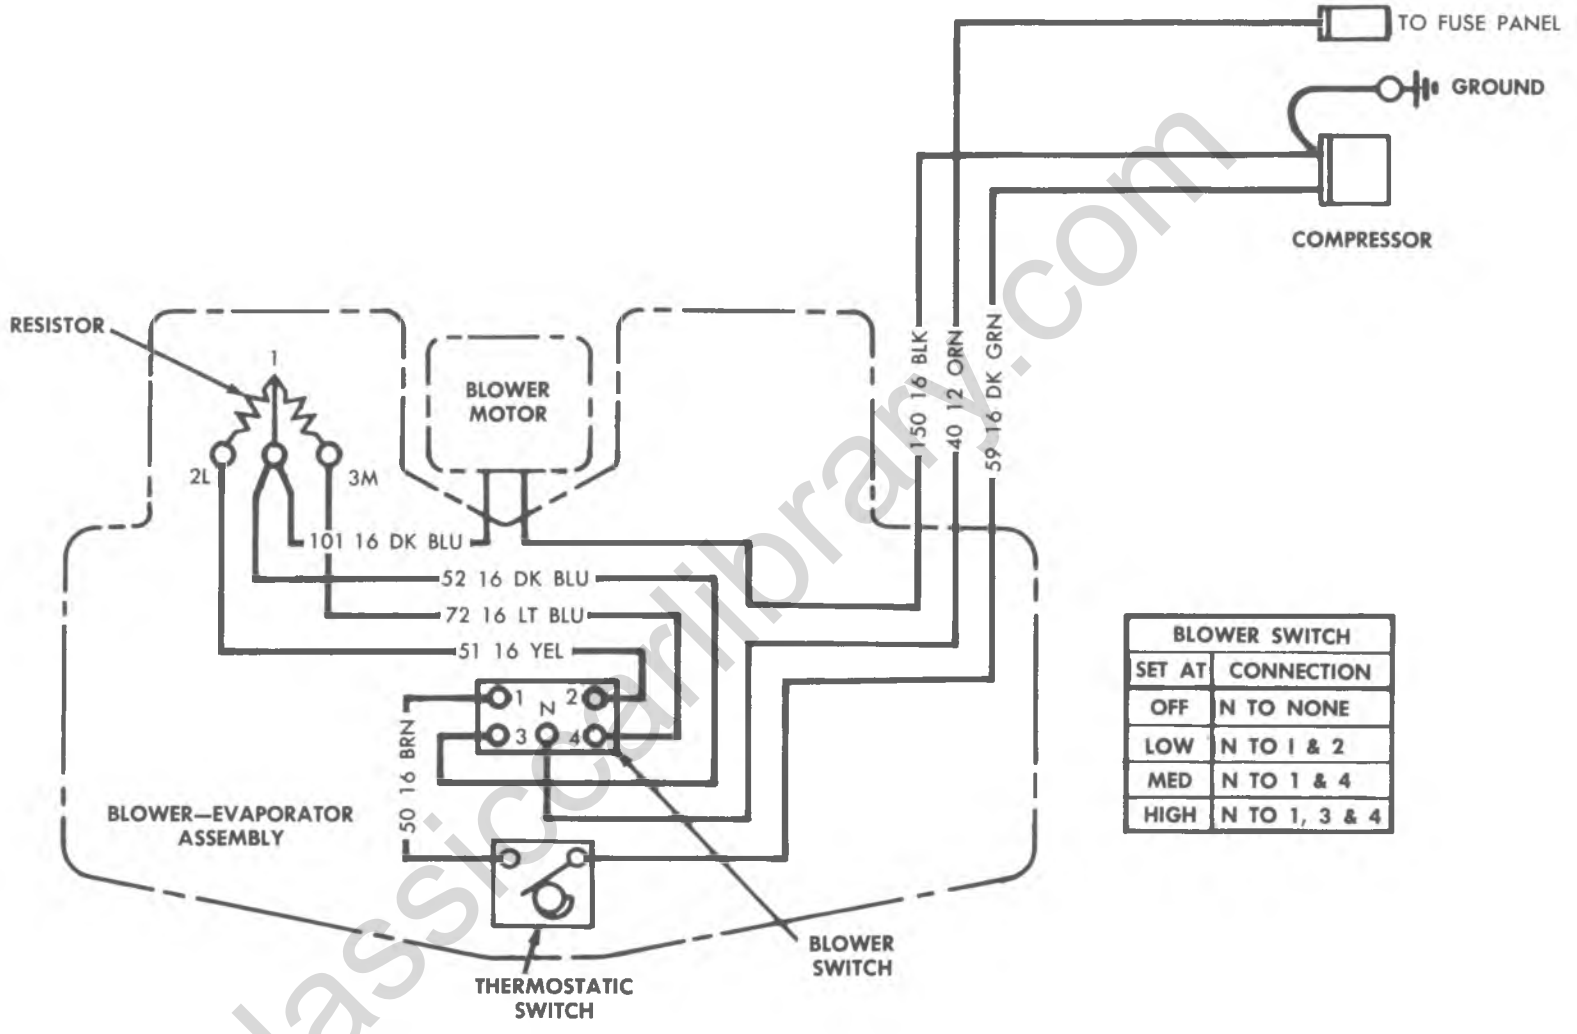 TO FUSE PANEL
GROUND
COMPRESSOR
RESISTOR
1
BLOWER
MOTOR
2L
3M
150 16 BLK
40 12 ORN
59 16 DK GRN
101 16 DK BLU
52 16 DK BLU
72 16 LT BLU
51 16 YEL
1
N
2
3
4
50 16 BRN
BLOWER—EVAPORATOR
ASSEMBLY
BLOWER SWITCH
SET AT CONNECTION
OFF N TO NONE
LOW N TO I & 2
MED N TO 1 & 4
HIGH N TO 1, 3 & 4
BLOWER
SWITCH
THERMOSTATIC
SWITCH
lassiccarlibrary.com